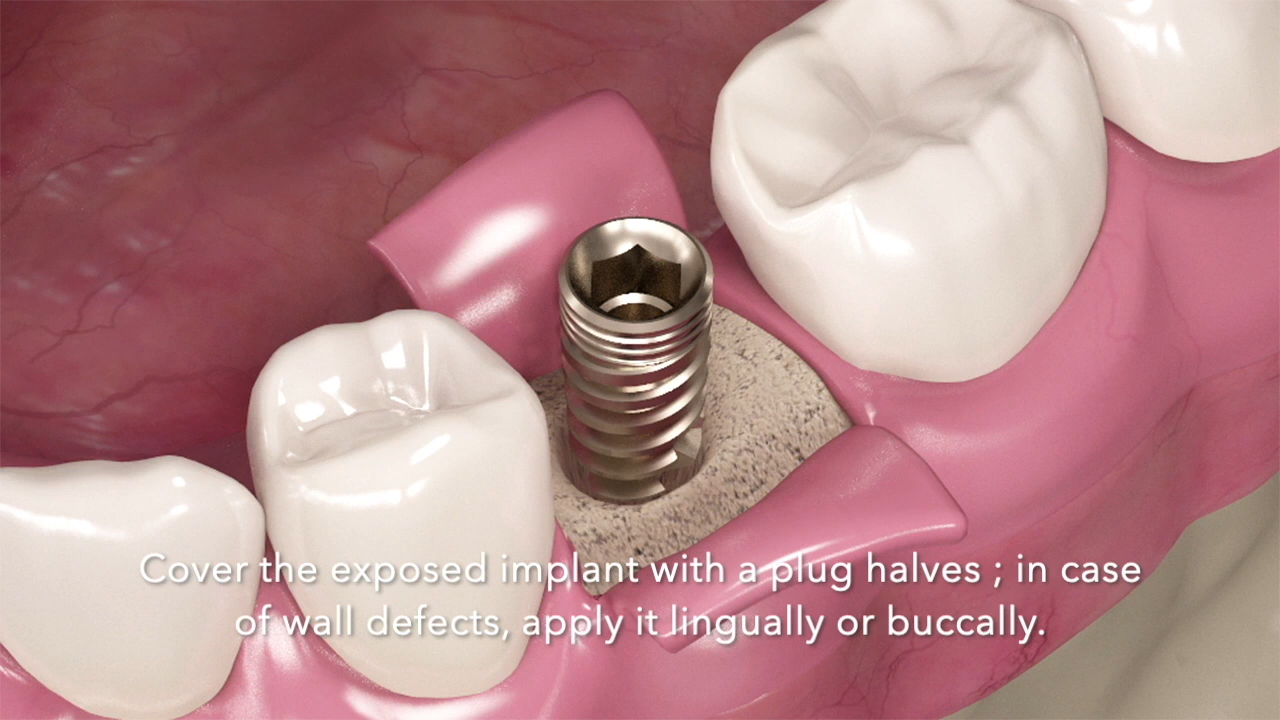 Cover the exposed implant with a plug halves ; in case
of wall defects, apply it lingually or buccally.